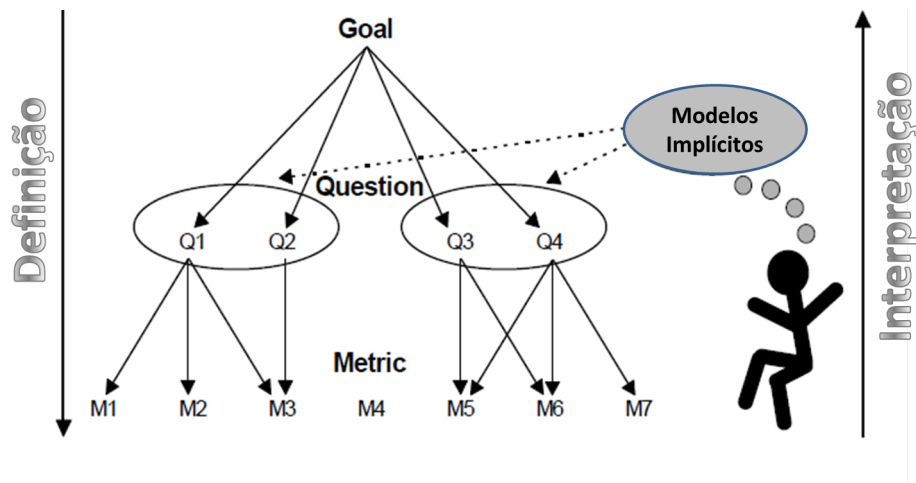 Goal
Definição
Interpretação
Modelos
Implícitos
Question
Q1 Q2 Q3 Q4
Metric
M1 M2 M3 M4 M5 M6 M7